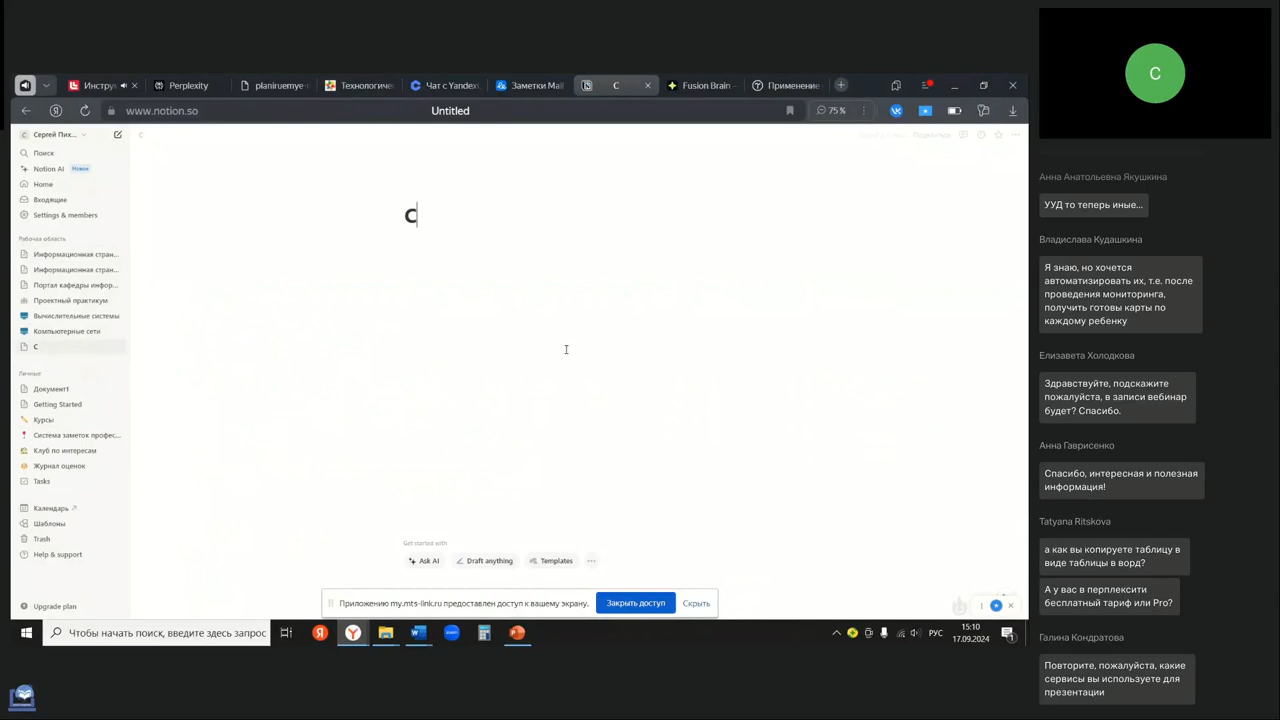 Инструк
Perplexity
planiruemye-r
Технологичес
Чат с YandexG
Заметки Mail
С
Fusion Brain –
Применение
www.notion.so
Untitled
75 %
Сергей Пих...
С
Поделиться
Поиск
Notion AI Новое
Home
Входящие
Settings & members
Рабочая область
Информационная стран...
Информационная стран...
Портал кафедры инфор...
Проектный практикум
Вычислительные системы
Компьютерные сети
С
Личные
Документ1
Getting Started
Курсы
Система заметок професс...
Клуб по интересам
Журнал оценок
Tasks
Календарь
Шаблоны
Trash
Help & support
Upgrade plan
С
Get started with
Ask AI
Draft anything
Templates
Приложению my.mts-link.ru предоставлен доступ к вашему экрану.
Закрыть доступ
Скрыть
Чтобы начать поиск, введите здесь запрос
РУС
15:10
17.09.2024
С
Анна Анатольевна Якушкина
УУД то теперь иные...
Владислава Кудашкина
Я знаю, но хочется
автоматизировать их, т.е. после
проведения мониторинга,
получить готовы карты по
каждому ребенку
Елизавета Холодкова
Здравствуйте, подскажите
пожалуйста, в записи вебинар
будет? Спасибо.
Анна Гаврисенко
Спасибо, интересная и полезная
информация!
Tatyana Ritskova
а как вы копируете таблицу в
виде таблицы в ворд?
А у вас в перплексити
бесплатный тариф или Pro?
Галина Кондратова
Повторите, пожалуйста, какие
сервисы вы используете для
презентации